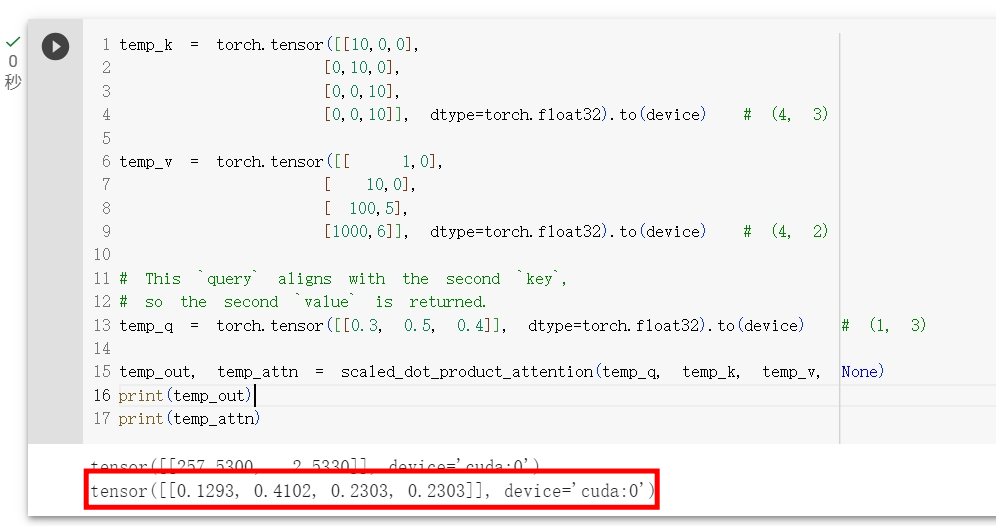 0
秒
1 temp_k = torch.tensor([[10,0,0],
2 [0,10,0],
3 [0,0,10],
4 [0,0,10]], dtype=torch.float32).to(device) # (4, 3)
5
6 temp_v = torch.tensor([[ 1,0],
7 [ 10,0],
8 [ 100,5],
9 [1000,6]], dtype=torch.float32).to(device) # (4, 2)
10
11 # This `query` aligns with the second `key`,
12 # so the second `value` is returned.
13 temp_q = torch.tensor([[0.3, 0.5, 0.4]], dtype=torch.float32).to(device) # (1, 3)
14
15 temp_out, temp_attn = scaled_dot_product_attention(temp_q, temp_k, temp_v, None)
16 print(temp_out)
17 print(temp_attn)
tensor([[257.5300, 2.5330]], device='cuda:0')
tensor([[0.1293, 0.4102, 0.2303, 0.2303]], device='cuda:0')